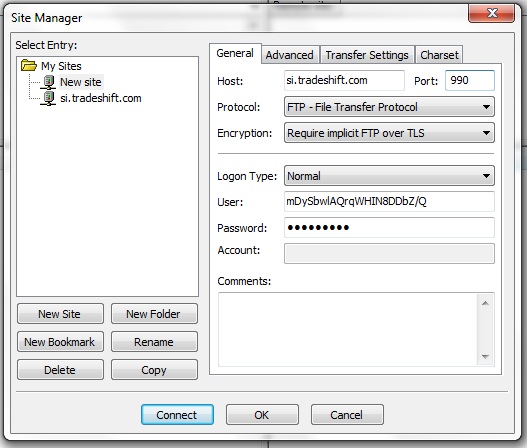 Site Manager
Select Entry:
My Sites
New site
si.tradeshift.com
New Site
New Folder
New Bookmark
Rename
Delete
Copy
General
Advanced
Transfer Settings
Charset
Host:
si.tradeshift.com
Port:
990
Protocol:
FTP - File Transfer Protocol
Encryption:
Require implicit FTP over TLS
Logon Type:
Normal
User:
mDySbwlAQrqWHIN8DDbZ/Q
Password:
●●●●●●●●●
Account:
Comments:
Connect
OK
Cancel